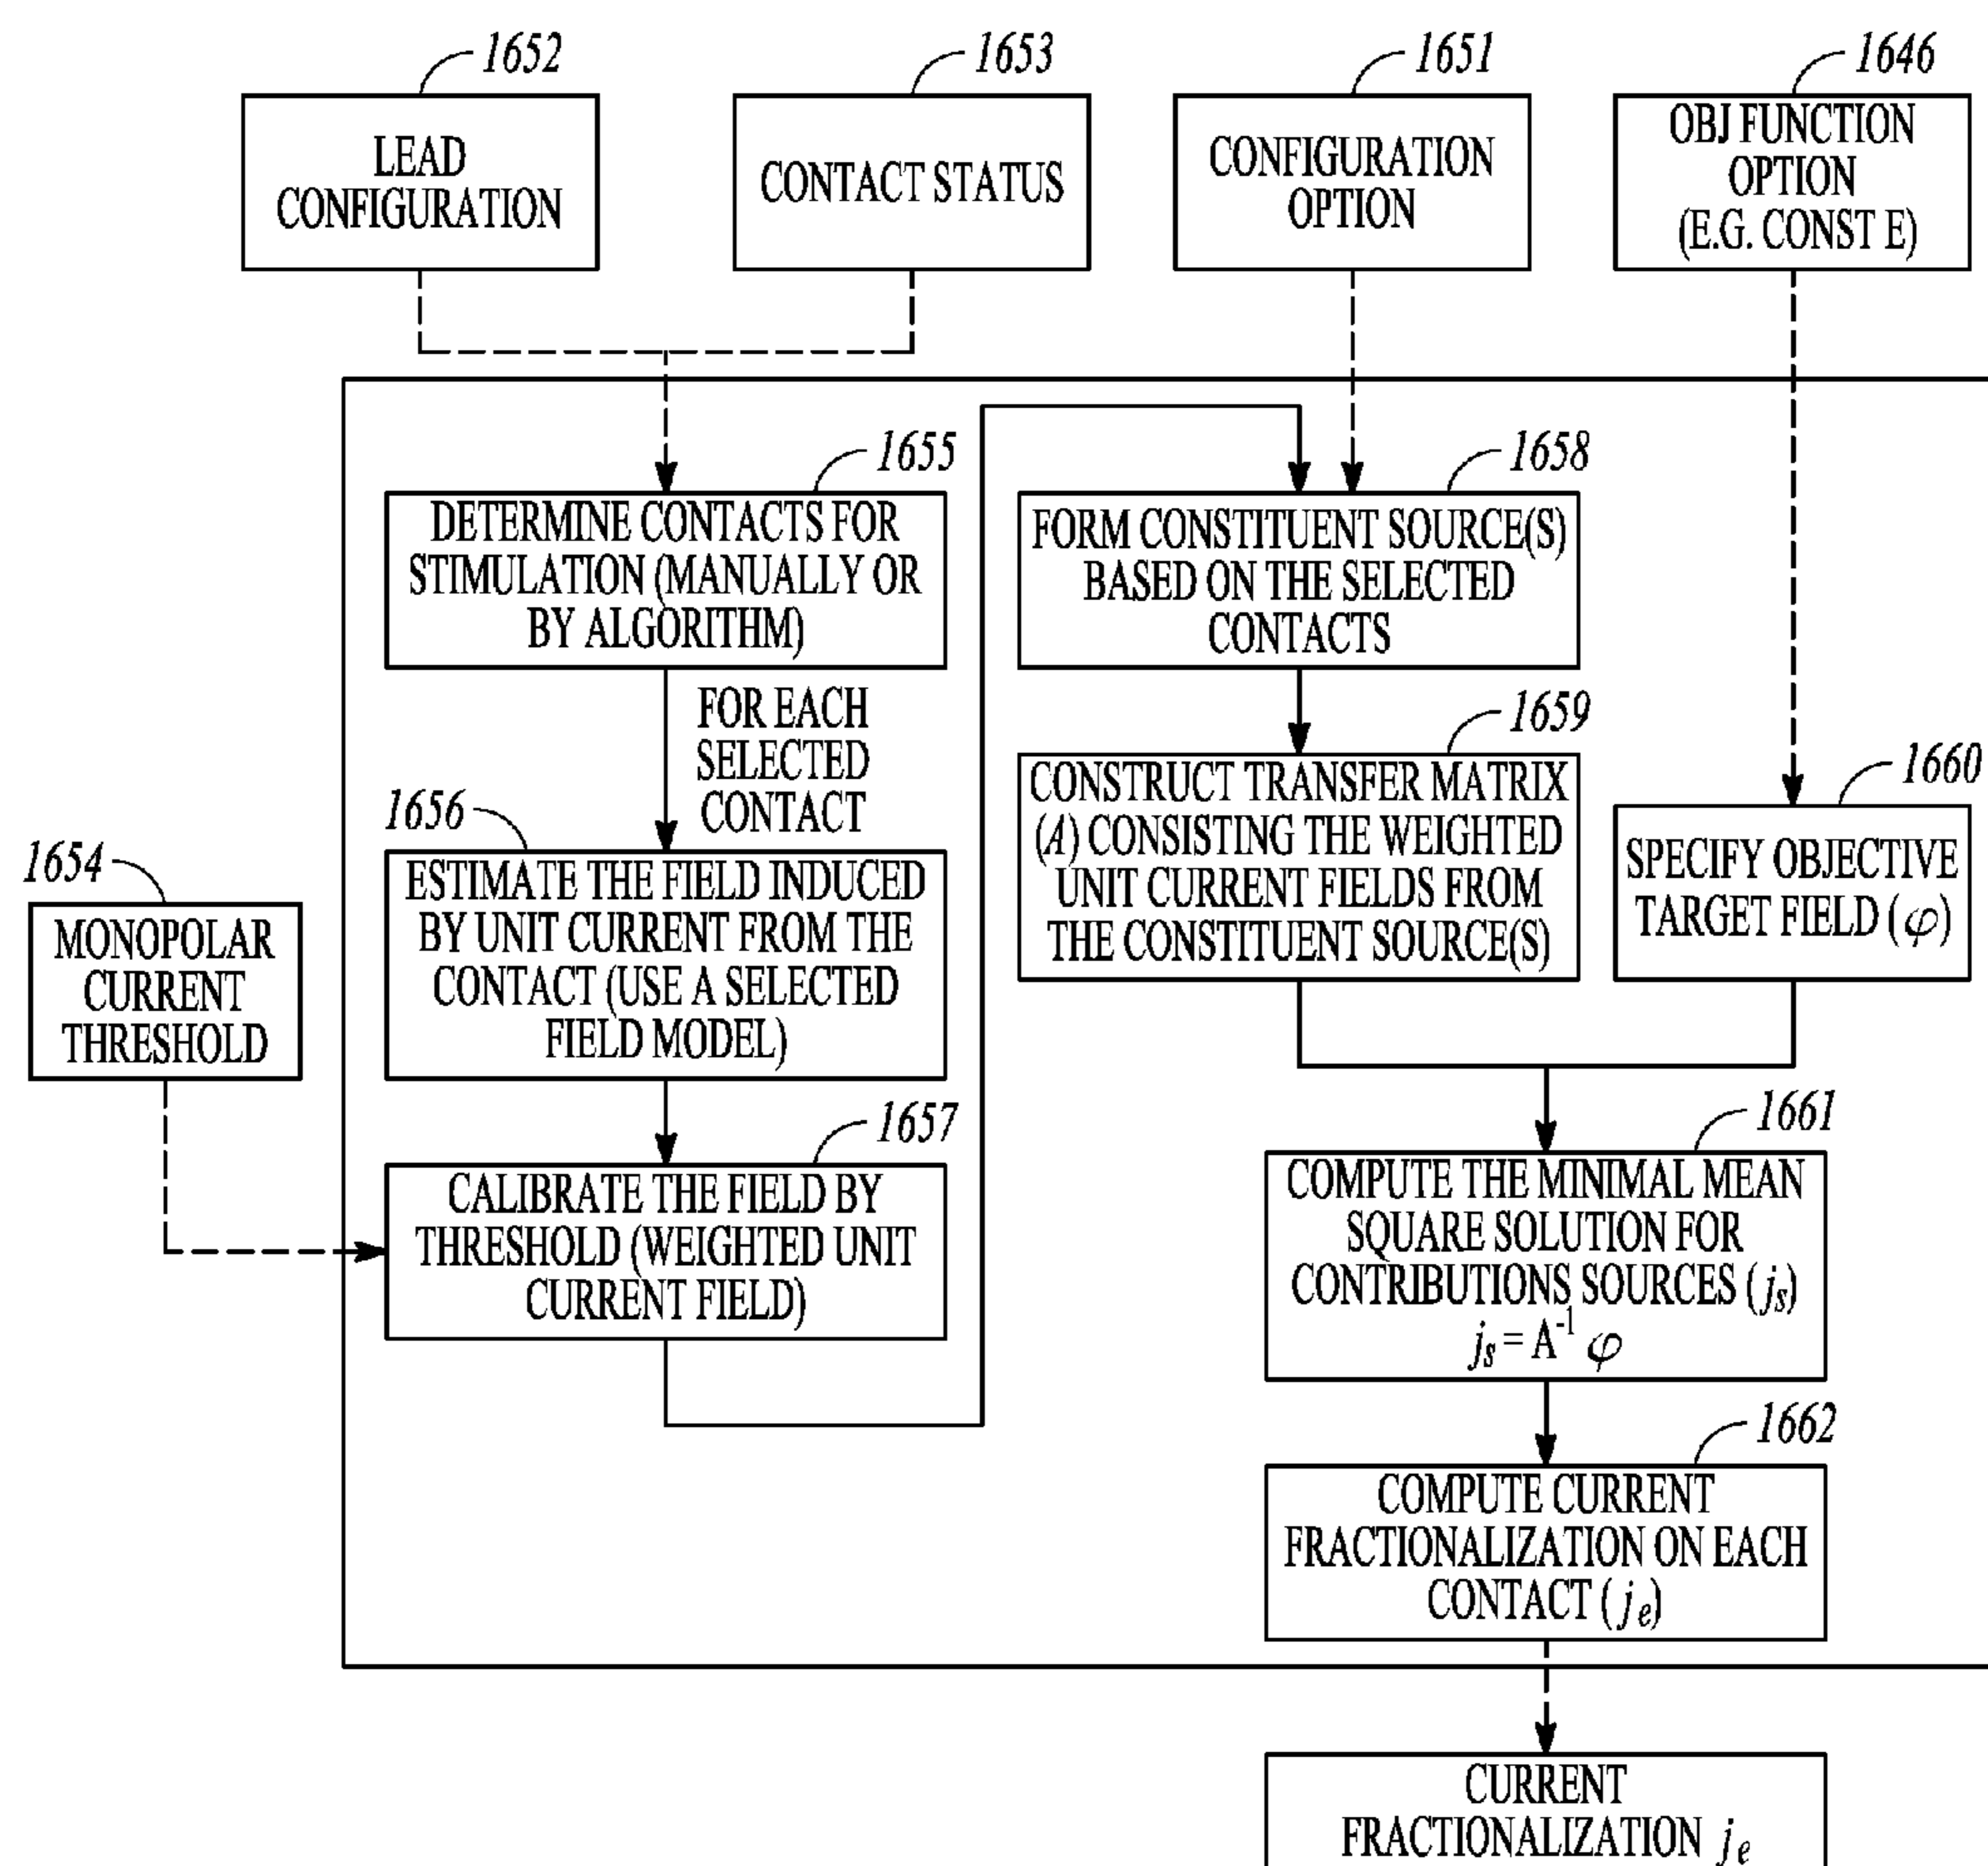 1652
LEAD
CONFIGURATION
1653
CONTACT STATUS
1651
CONFIGURATION
OPTION
1646
OBJ FUNCTION
OPTION
(E.G. CONST E)
1655
DETERMINE CONTACTS FOR
STIMULATION (MANUALLY OR
BY ALGORITHM)
FOR EACH
SELECTED
CONTACT
1656
ESTIMATE THE FIELD INDUCED
BY UNIT CURRENT FROM THE
CONTACT (USE A SELECTED
FIELD MODEL)
1654
MONOPOLAR
CURRENT
THRESHOLD
1657
CALIBRATE THE FIELD BY
THRESHOLD (WEIGHTED UNIT
CURRENT FIELD)
1658
FORM CONSTITUENT SOURCE(S)
BASED ON THE SELECTED
CONTACTS
1659
CONSTRUCT TRANSFER MATRIX
(A) CONSISTING THE WEIGHTED
UNIT CURRENT FIELDS FROM
THE CONSTITUENT SOURCE(S)
1660
SPECIFY OBJECTIVE
TARGET FIELD (φ)
1661
COMPUTE THE MINIMAL MEAN
SQUARE SOLUTION FOR
CONTRIBUTIONS SOURCES (jₛ)
jₛ = A⁻¹ φ
1662
COMPUTE CURRENT
FRACTIONALIZATION ON EACH
CONTACT (jₑ)
CURRENT
FRACTIONALIZATION jₑ